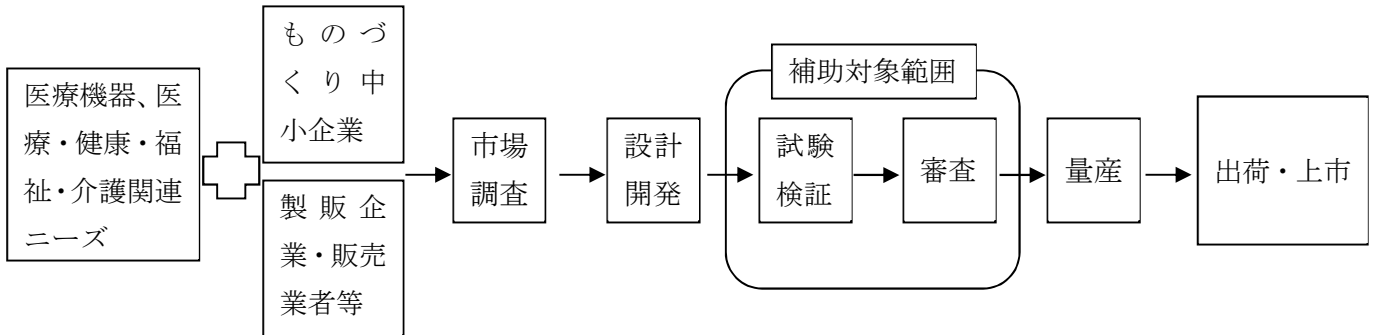 医療機器、医
療・健康・福
祉・介護関連
ニーズ
ものづ
くり中
小企業
製販企
業・販売
業者等
市場
調査
設計
開発
補助対象範囲
試験
検証
審査
量産
出荷・上市